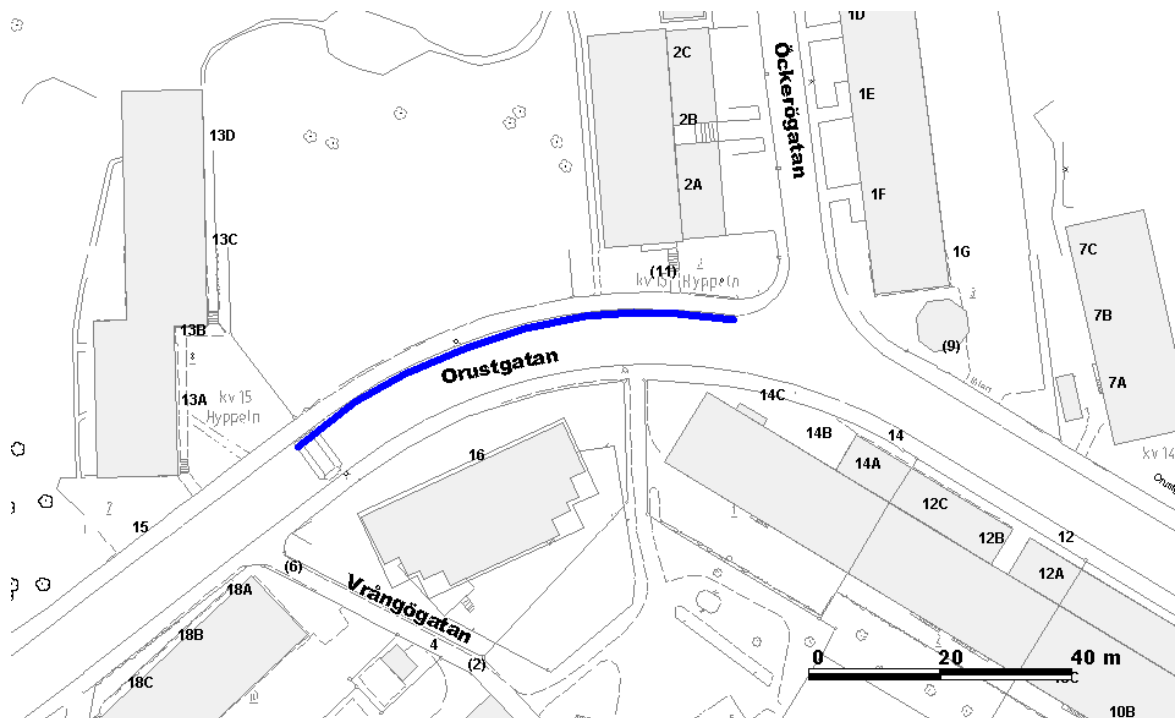 1D
2C
Öckerögatan
1E
2B
13D
2A
1F
13C
7C
1G
(11)
kv 15 Hyppeln
7B
13B
(9)
Orustgatan
7A
13A
kv 15
Hyppeln
14C
14B
14
kv 14
16
14A
12C
15
12
12B
(6)
12A
Vrångögatan
18A
18B
4
(2)
0
20
40 m
18C
10B